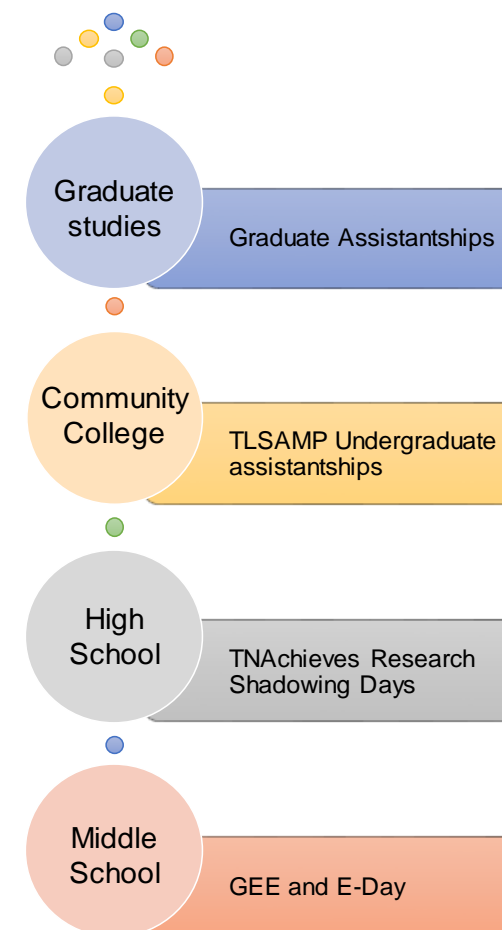 Graduate
studies
Graduate Assistantships
Community
College
TLSAMP Undergraduate
assistantships
High
School
TNAchieves Research
Shadowing Days
Middle
School
GEE and E-Day